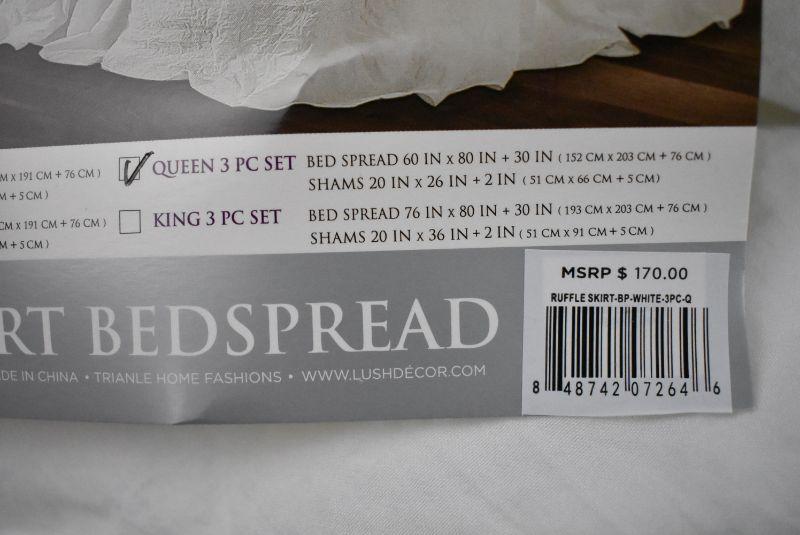 M X 191 CM + 76 CM ) QUEEN 3 PC SET BED SPREAD 60 IN X 80 IN + 30 IN ( 152 CM X 203 CM + 76 CM )
M + 5 CM ) SHAMS 20 IN X 26 IN + 2 IN ( 51 CM X 66 CM + 5 CM )
CM X 191 CM + 76 CM ) KING 3 PC SET BED SPREAD 76 IN X 80 IN + 30 IN ( 193 CM X 203 CM + 76 CM )
M + 5 CM ) SHAMS 20 IN X 36 IN + 2 IN ( 51 CM X 91 CM + 5 CM )
RT BEDSPREAD
DE IN CHINA • TRIANLE HOME FASHIONS • WWW.LUSHDÉCOR.COM
MSRP $ 170.00
RUFFLE SKIRT-BP-WHITE-3PC-Q
8 48742 07264 6